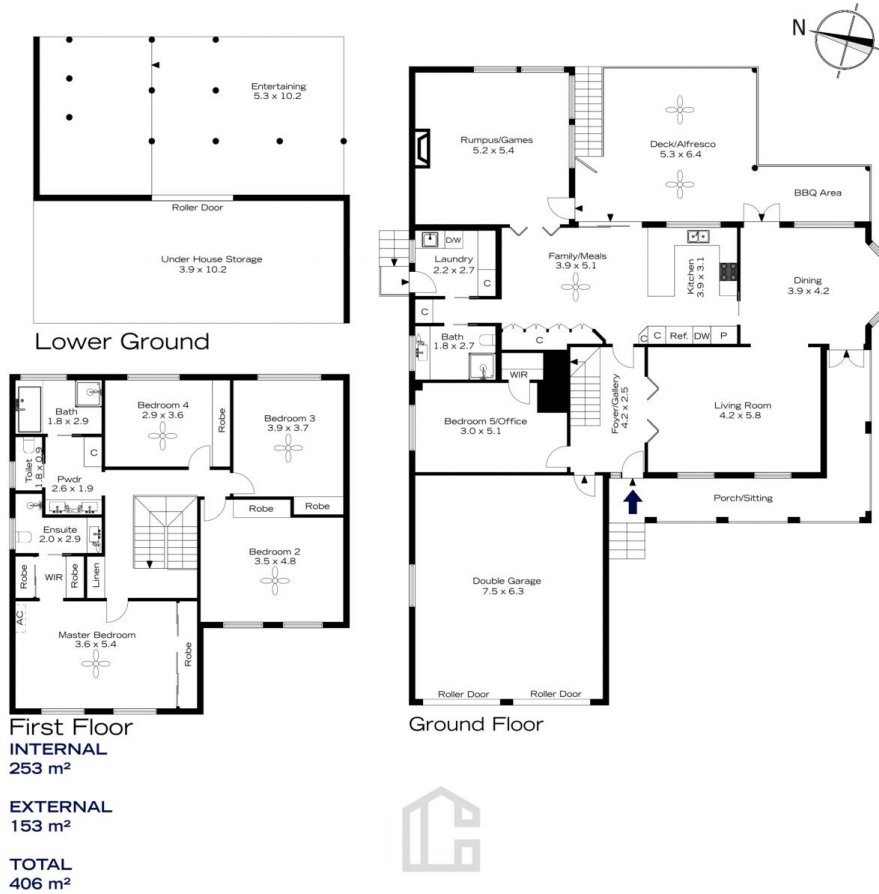 N
Entertaining
5.3 x 10.2
Roller Door
Under House Storage
3.9 x 10.2
Lower Ground
Rumpus/Games
5.2 x 5.4
Deck/Alfresco
5.3 x 6.4
BBQ Area
D/W
Laundry
2.2 x 2.7
C
C
Family/Meals
3.9 x 5.1
Kitchen
3.9 x 3.1
Dining
3.9 x 4.2
Bath
1.8 x 2.7
C
C
C
Ref.
DW
P
WIR
Bedroom 5/Office
3.0 x 5.1
Foyer/Gallery
4.2 x 2.5
Living Room
4.2 x 5.8
Porch/Sitting
Double Garage
7.5 x 6.3
Roller Door
Roller Door
Ground Floor
Bath
1.8 x 2.9
Bedroom 4
2.9 x 3.6
Robe
Bedroom 3
3.9 x 3.7
Toilet
1.8 x 0.9
C
Pwdr
2.6 x 1.9
Robe
Robe
Ensuite
2.0 x 2.9
Bedroom 2
3.5 x 4.8
Robe
WIR
Robe
Linen
AC
Master Bedroom
3.6 x 5.4
Robe
First Floor
INTERNAL
253 m²
EXTERNAL
153 m²
TOTAL
406 m²